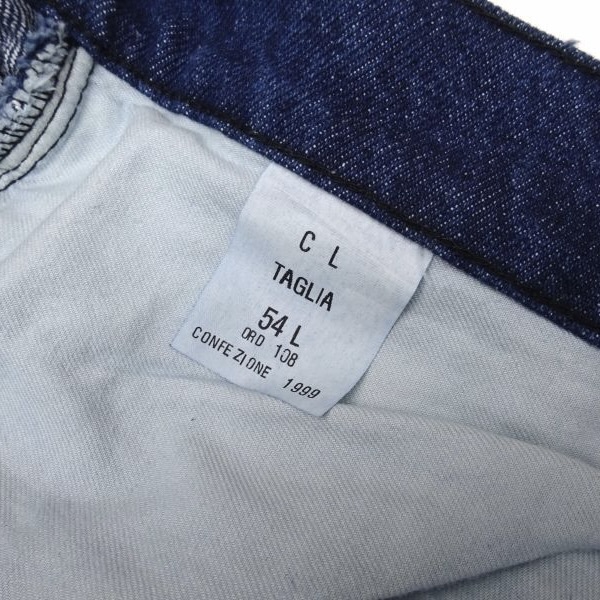 C L
TAGLIA
54 L
ORD 108
CONFEZIONE 1999